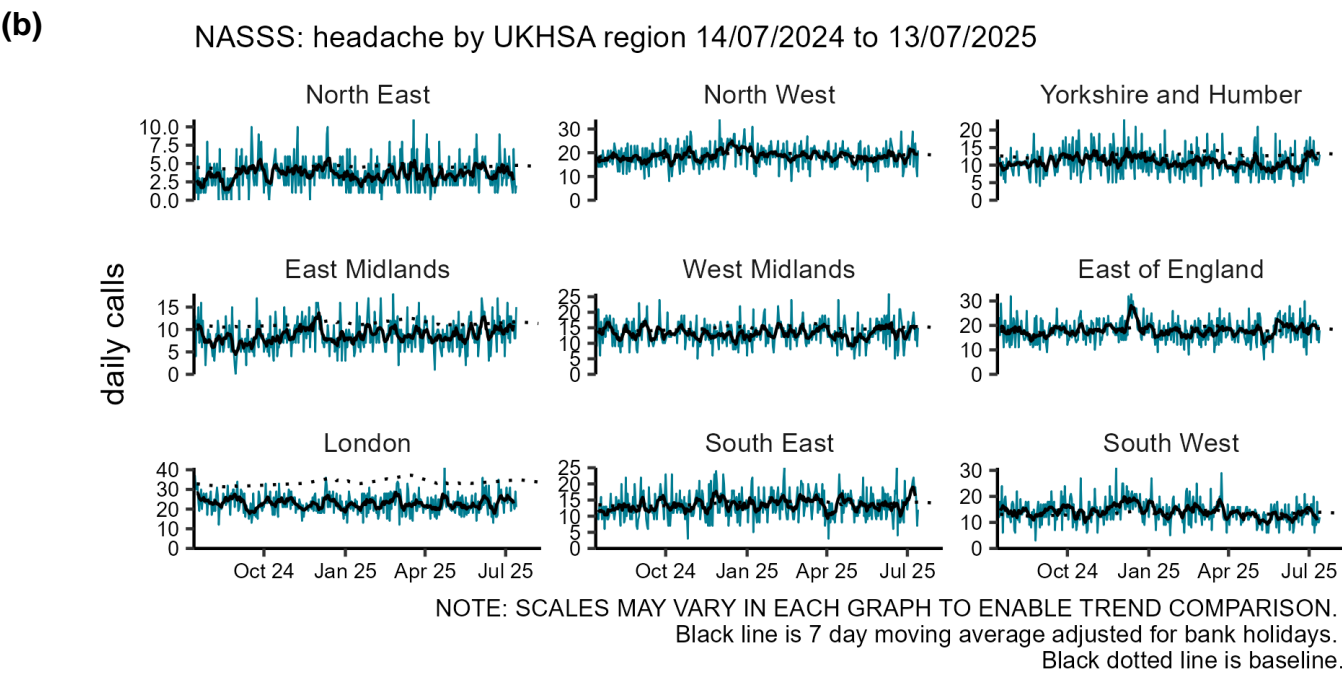 (b)
NASSS: headache by UKHSA region 14/07/2024 to 13/07/2025
daily calls
North East
10.0
7.5
5.0
2.5
0.0
North West
30
20
10
0
Yorkshire and Humber
20
15
10
5
0
East Midlands
15
10
5
0
West Midlands
25
20
15
10
5
0
East of England
30
20
10
0
London
40
30
20
10
0
Oct 24 Jan 25 Apr 25 Jul 25
South East
25
20
15
10
5
0
Oct 24 Jan 25 Apr 25 Jul 25
South West
30
20
10
0
Oct 24 Jan 25 Apr 25 Jul 25
NOTE: SCALES MAY VARY IN EACH GRAPH TO ENABLE TREND COMPARISON.
Black line is 7 day moving average adjusted for bank holidays.
Black dotted line is baseline.